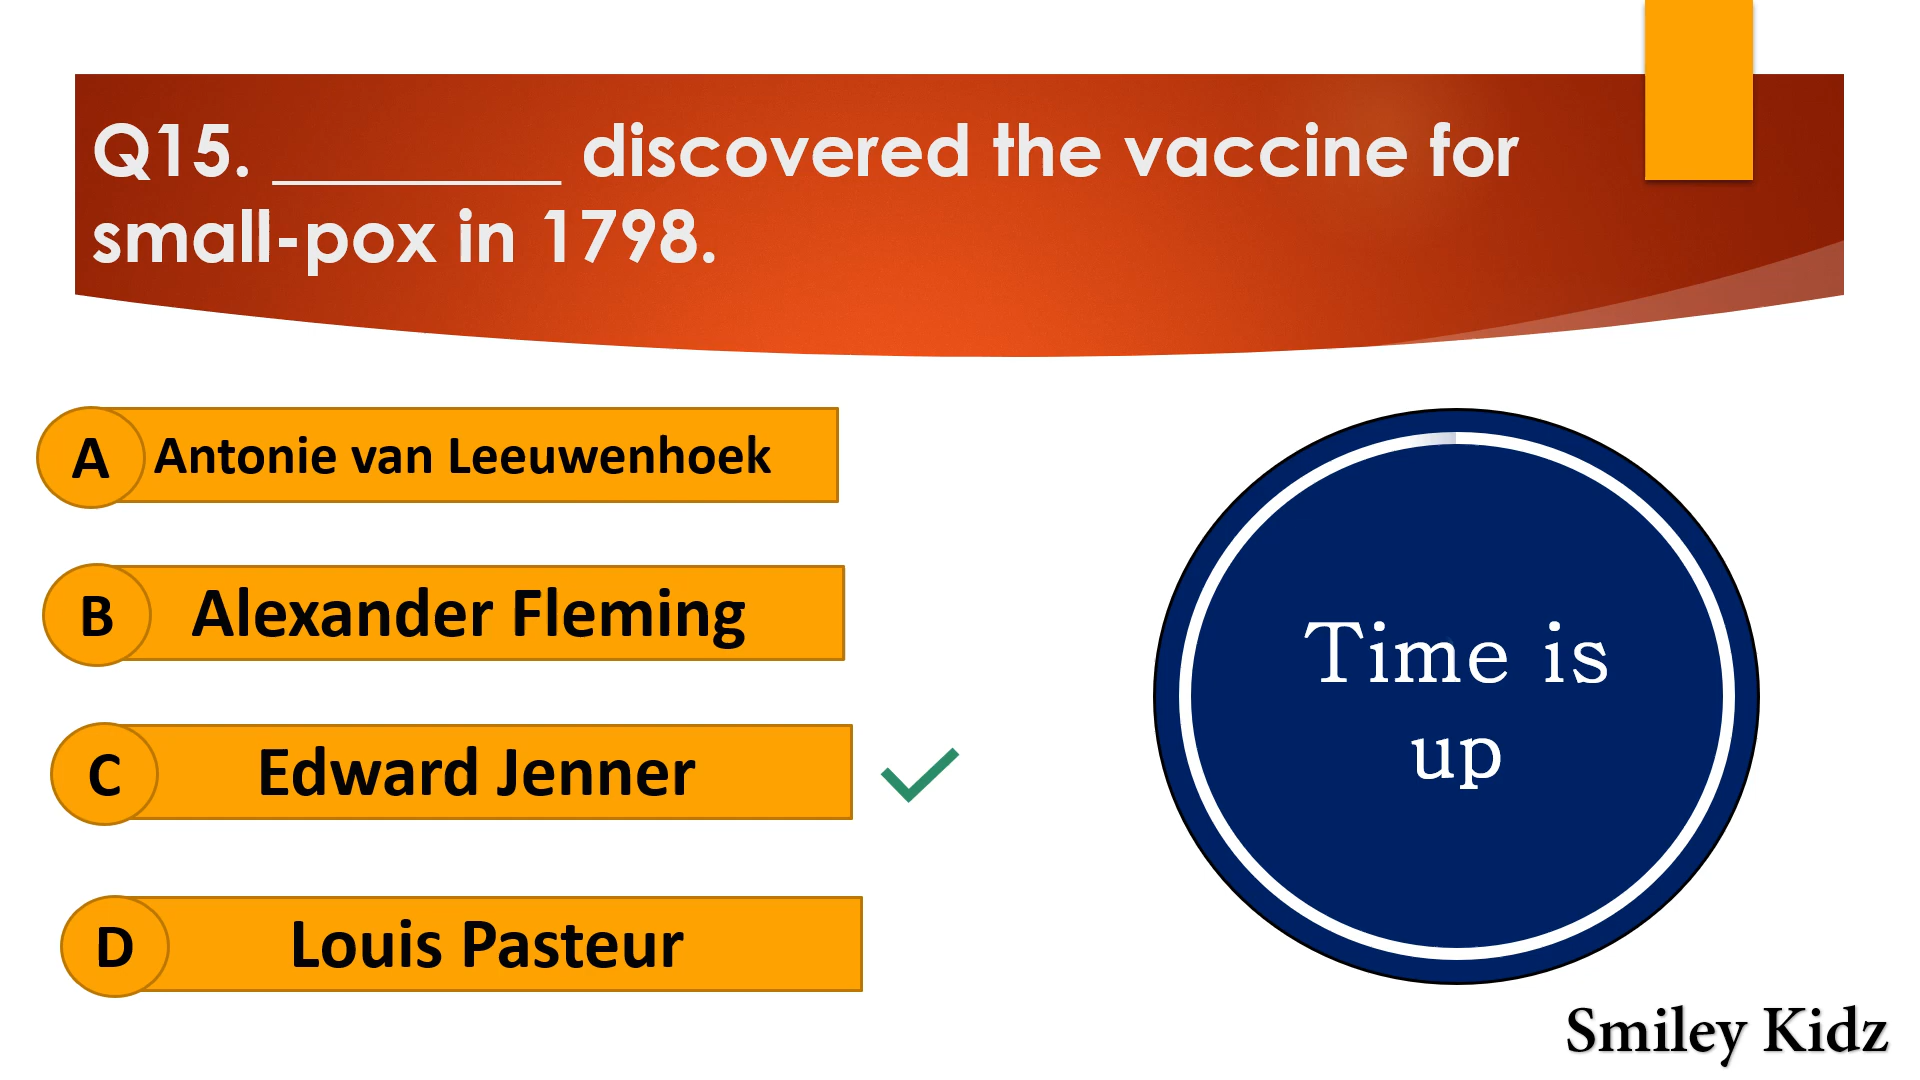 Q15. _________ discovered the vaccine for
small-pox in 1798.
A Antonie van Leeuwenhoek
B Alexander Fleming
C Edward Jenner
D Louis Pasteur
Time is
up
Smiley Kidz